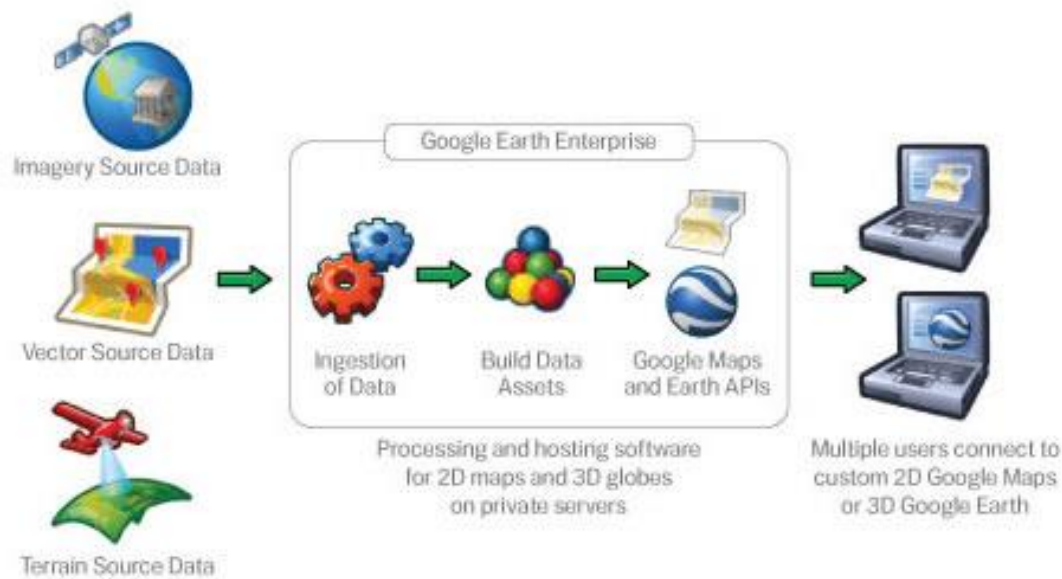 Imagery Source Data
Vector Source Data
Terrain Source Data
Google Earth Enterprise
Ingestion
of Data
Build Data
Assets
Google Maps
and Earth APIs
Processing and hosting software
for 2D maps and 3D globes
on private servers
Multiple users connect to
custom 2D Google Maps
or 3D Google Earth